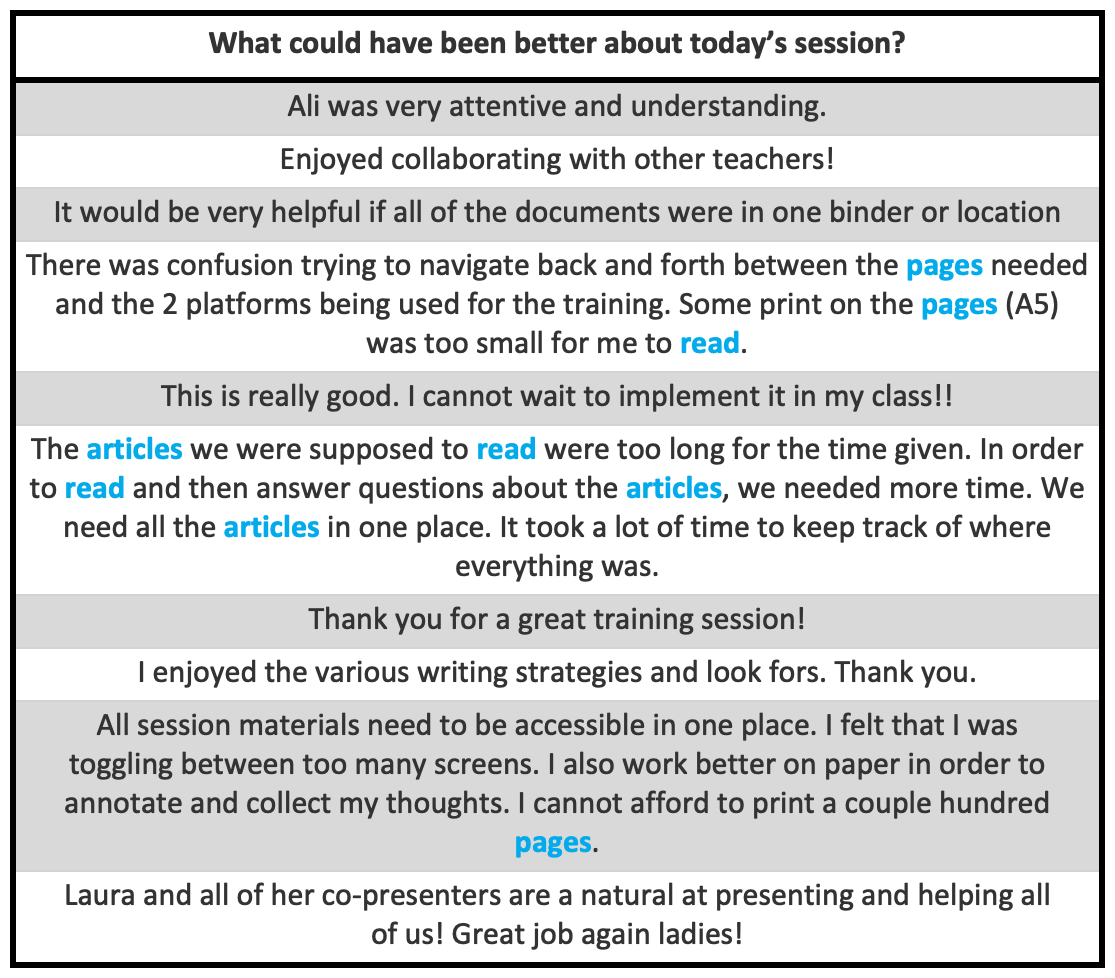 What could have been better about today’s session?
Ali was very attentive and understanding.
Enjoyed collaborating with other teachers!
It would be very helpful if all of the documents were in one binder or location
There was confusion trying to navigate back and forth between the pages needed
and the 2 platforms being used for the training. Some print on the pages (A5)
was too small for me to read.
This is really good. I cannot wait to implement it in my class!!
The articles we were supposed to read were too long for the time given. In order
to read and then answer questions about the articles, we needed more time. We
need all the articles in one place. It took a lot of time to keep track of where
everything was.
Thank you for a great training session!
I enjoyed the various writing strategies and look fors. Thank you.
All session materials need to be accessible in one place. I felt that I was
toggling between too many screens. I also work better on paper in order to
annotate and collect my thoughts. I cannot afford to print a couple hundred
pages.
Laura and all of her co-presenters are a natural at presenting and helping all
of us! Great job again ladies!